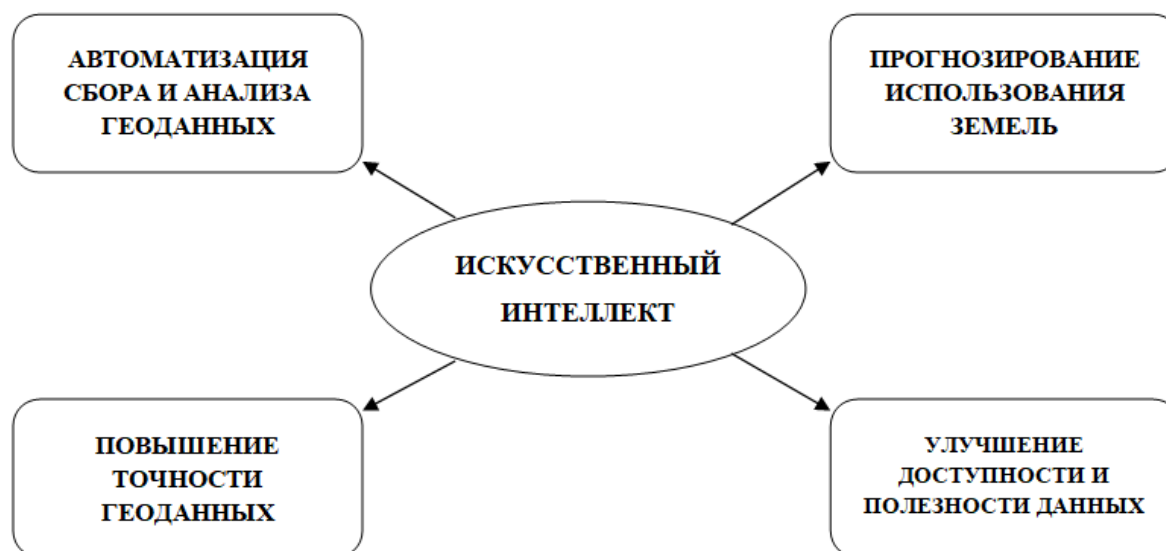 АВТОМАТИЗАЦИЯ
СБОРА И АНАЛИЗА
ГЕОДАННЫХ
ПРОГНОЗИРОВАНИЕ
ИСПОЛЬЗОВАНИЯ
ЗЕМЕЛЬ
ИСКУССТВЕННЫЙ
ИНТЕЛЛЕКТ
ПОВЫШЕНИЕ
ТОЧНОСТИ
ГЕОДАННЫХ
УЛУЧШЕНИЕ
ДОСТУПНОСТИ И
ПОЛЕЗНОСТИ ДАННЫХ